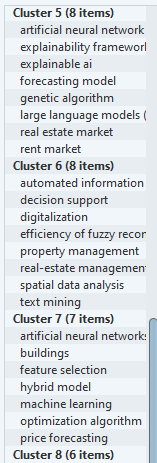 Cluster 5 (8 items)
artificial neural network
explainability framework
explainable ai
forecasting model
genetic algorithm
large language models (
real estate market
rent market
Cluster 6 (8 items)
automated information
decision support
digitalization
efficiency of fuzzy recor
property management
real-estate management
spatial data analysis
text mining
Cluster 7 (7 items)
artificial neural networks
buildings
feature selection
hybrid model
machine learning
optimization algorithm
price forecasting
Cluster 8 (6 items)